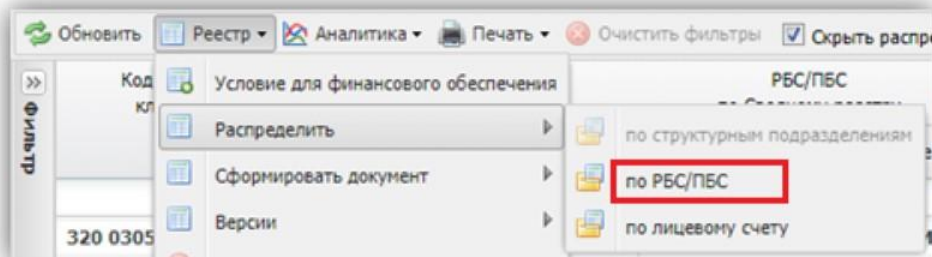 Обновить Реестр Аналитика Печать Очистить фильтры Скрыть распр
Код
кл
Фильтр
РБС/ПБС
Условие для финансового обеспечения
Распределить
по структурным подразделениям
Сформировать документ
по РБС/ПБС
Версии
по лицевому счету
320 0305